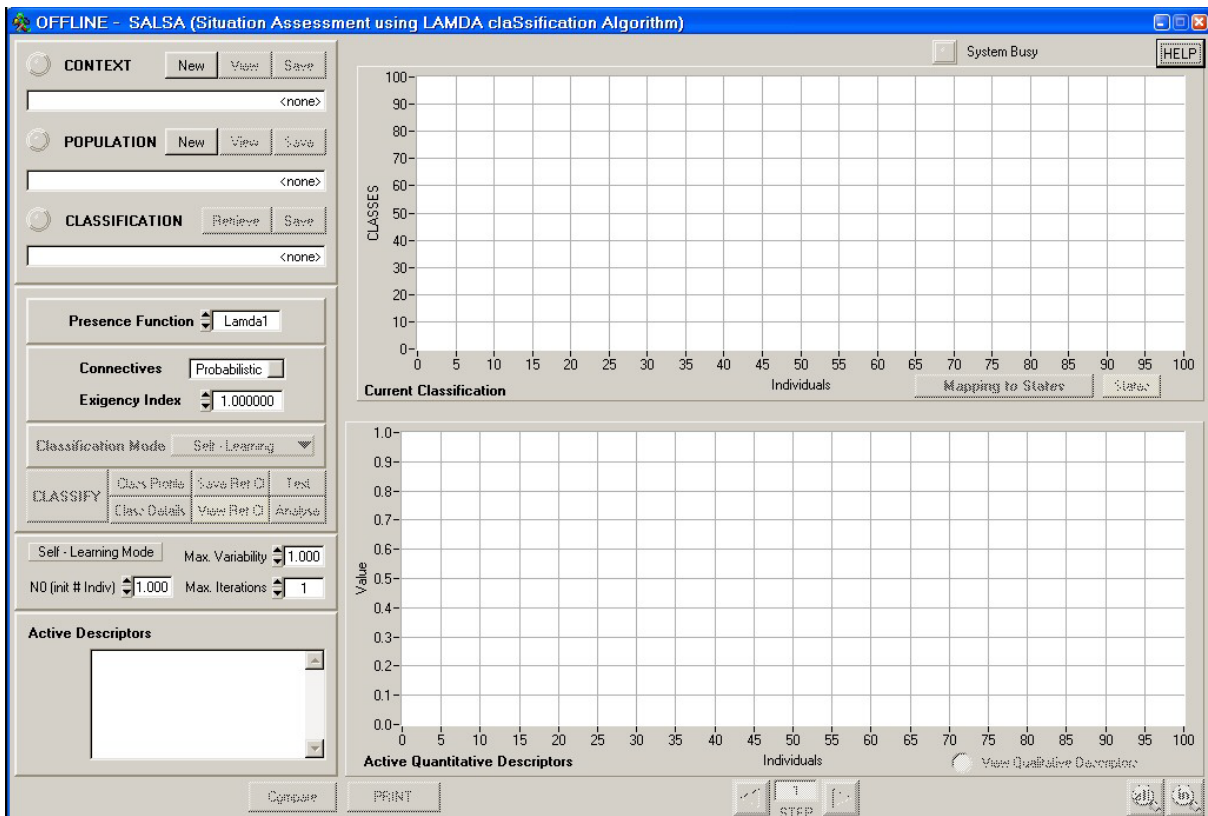 OFFLINE - SALSA (Situation Assessment using LAMDA claSsification Algorithm)
System Busy
HELP
CONTEXT New View Save
<none>
POPULATION New View Save
<none>
CLASSIFICATION Retrieve Save
<none>
Presence Function Lamda1
Connectives Probabilistic
Exigency Index 1.000000
Classification Mode Self - Learning
CLASSIFY
Class Profile Save Ret Cl Test
Class Details View Ret Cl Analyse
Self - Learning Mode Max. Variability 1.000
N0 (init # Indiv) 1.000 Max. Iterations 1
Active Descriptors
CLASSES
100
90
80
70
60
50
40
30
20
10
0
0 5 10 15 20 25 30 35 40 45 50 55 60 65 70 75 80 85 90 95 100
Current Classification Individuals Mapping to States States
Value
1.0
0.9
0.8
0.7
0.6
0.5
0.4
0.3
0.2
0.1
0.0
0 5 10 15 20 25 30 35 40 45 50 55 60 65 70 75 80 85 90 95 100
Active Quantitative Descriptors Individuals View Qualitative Descriptors
Compare PRINT 1 all in
STEP